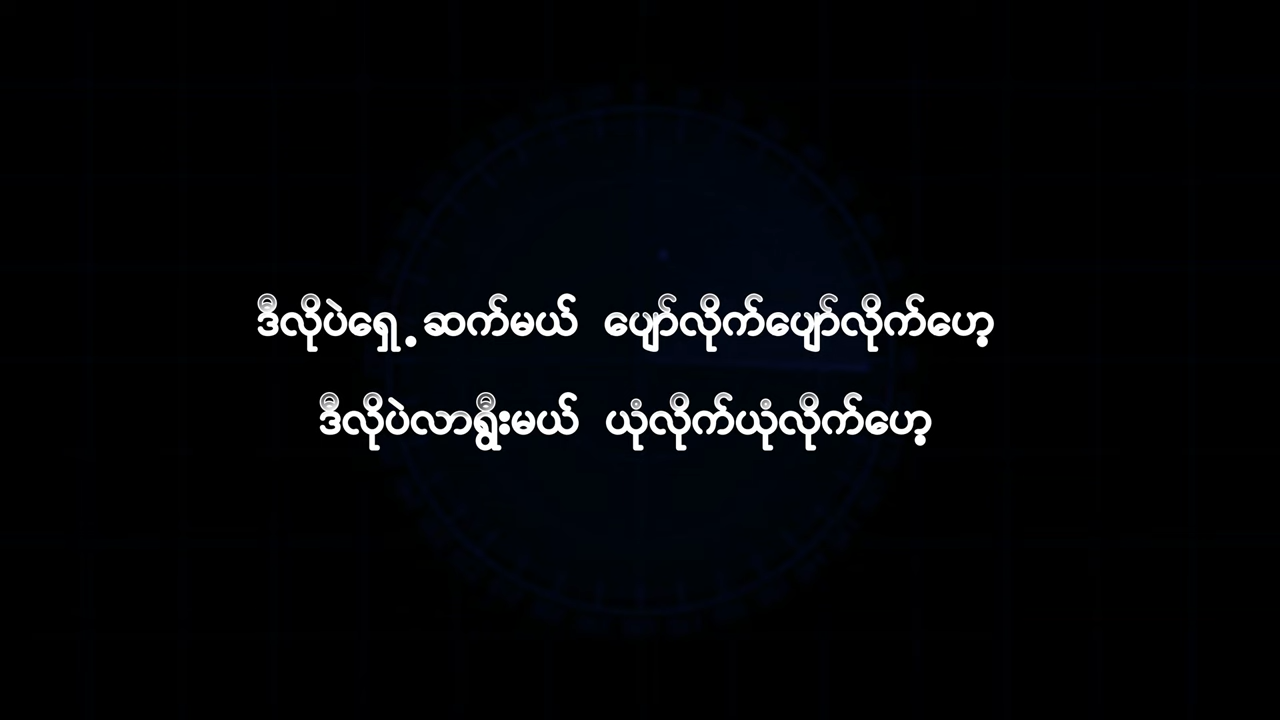 ဒီလိုပဲရှေ့ဆက်မယ် ပျော်လိုက်ပျော်လိုက်ဟေ့
ဒီလိုပဲလာရွှီးမယ် ယုံလိုက်ယုံလိုက်ဟေ့